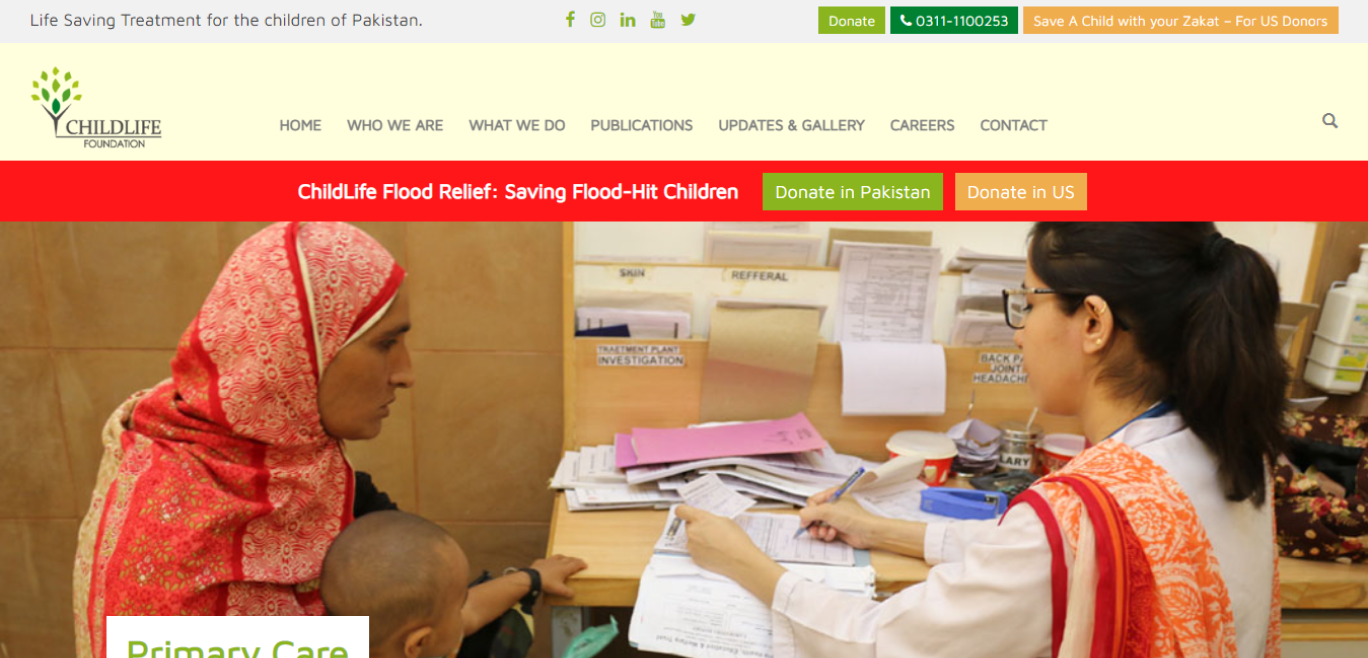 Life Saving Treatment for the children of Pakistan.
Donate
0311-1100253
Save A Child with your Zakat – For US Donors
CHILDLIFE
FOUNDATION
HOME
WHO WE ARE
WHAT WE DO
PUBLICATIONS
UPDATES & GALLERY
CAREERS
CONTACT
ChildLife Flood Relief: Saving Flood-Hit Children
Donate in Pakistan
Donate in US
SKIN
REFFERAL
TRAETMENT PLANT
INVESTIGATION
BACK
JOINT
HEADACHE
LARY
Primary Care